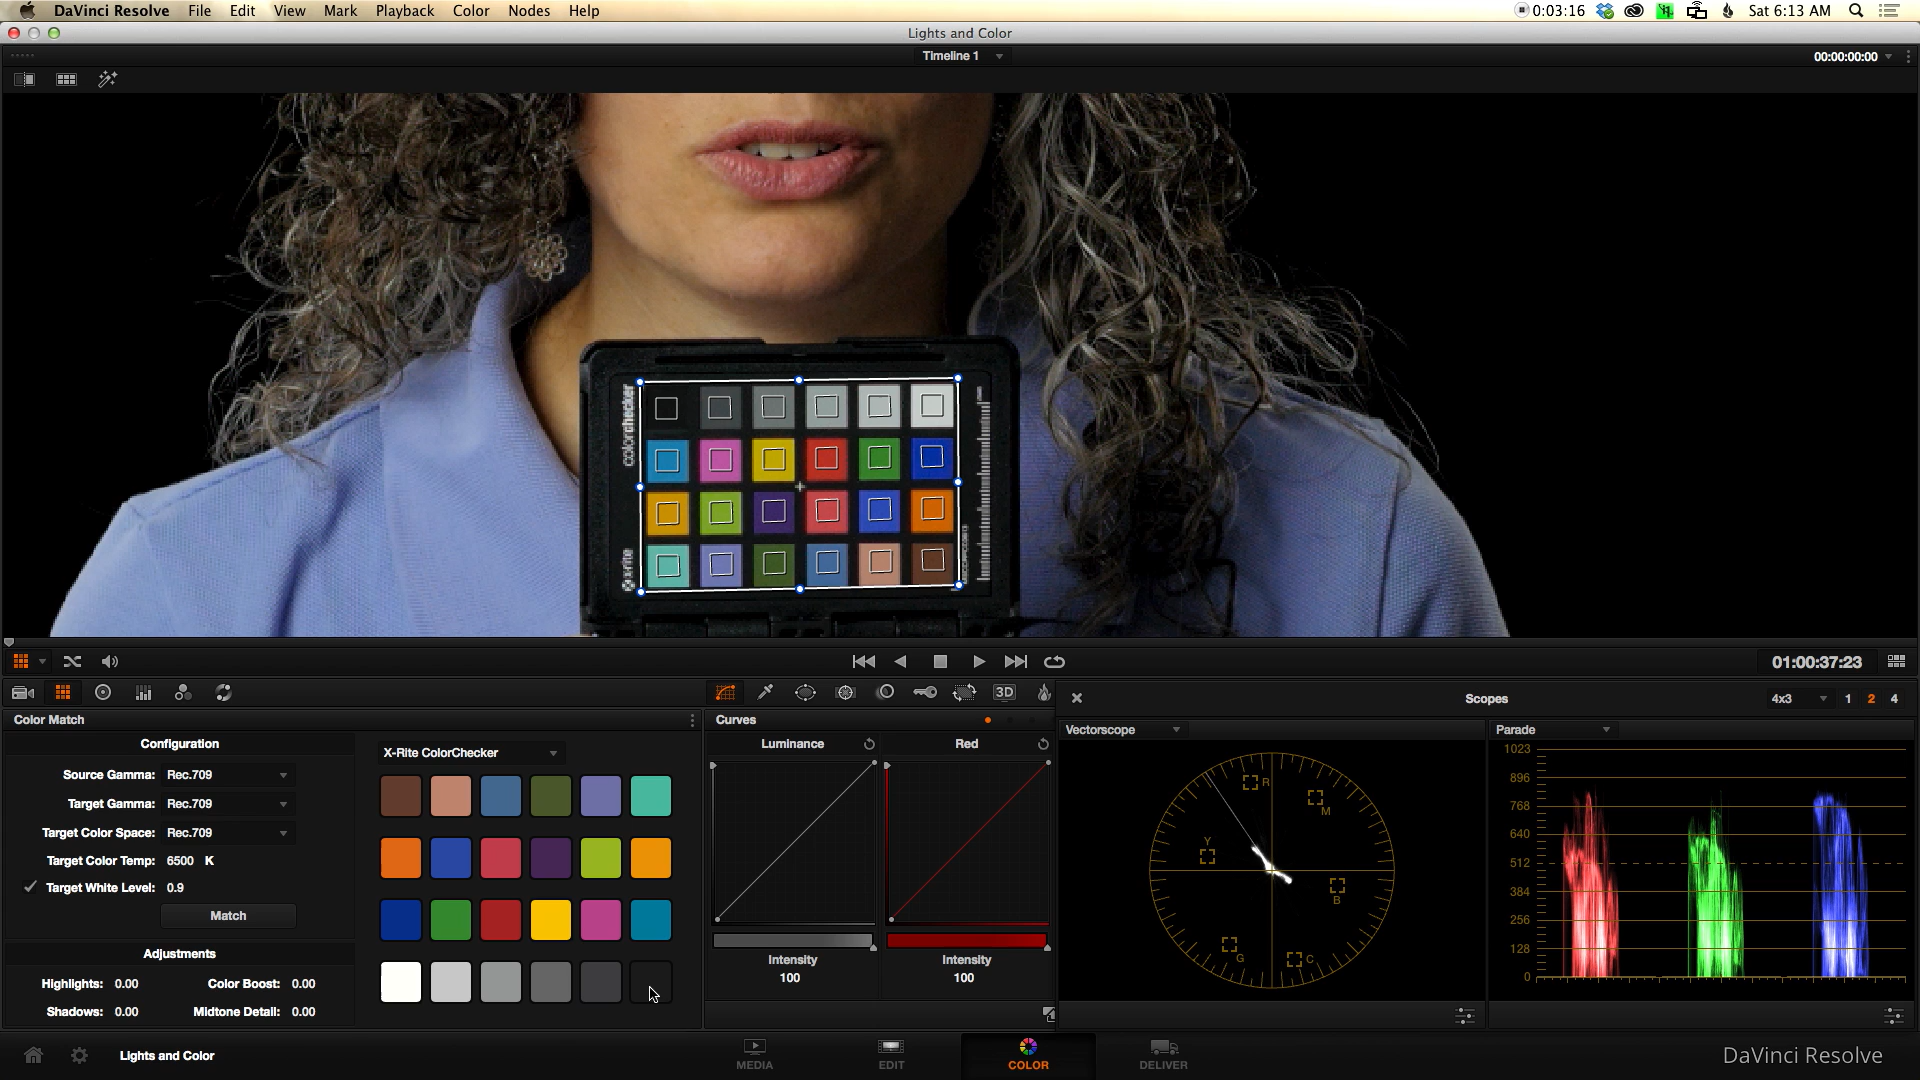 DaVinci Resolve File Edit View Mark Playback Color Nodes Help 0:03:16 Sat 6:13 AM
Lights and Color
Timeline 1 00:00:00:00
colorchecker
x-rite
01:00:37:23
3D
Color Match
Curves
Scopes
4x3 1 2 4
Configuration
X-Rite ColorChecker
Luminance
Red
Vectorscope
Parade
Source Gamma: Rec.709
Target Gamma: Rec.709
Target Color Space: Rec.709
Target Color Temp: 6500 K
Target White Level: 0.9
Match
Adjustments
Highlights: 0.00 Color Boost: 0.00
Shadows: 0.00 Midtone Detail: 0.00
Intensity
100
Intensity
100
R
M
Y
B
G
C
1023
896
768
640
512
384
256
128
0
Lights and Color
MEDIA
EDIT
COLOR
DELIVER
DaVinci Resolve